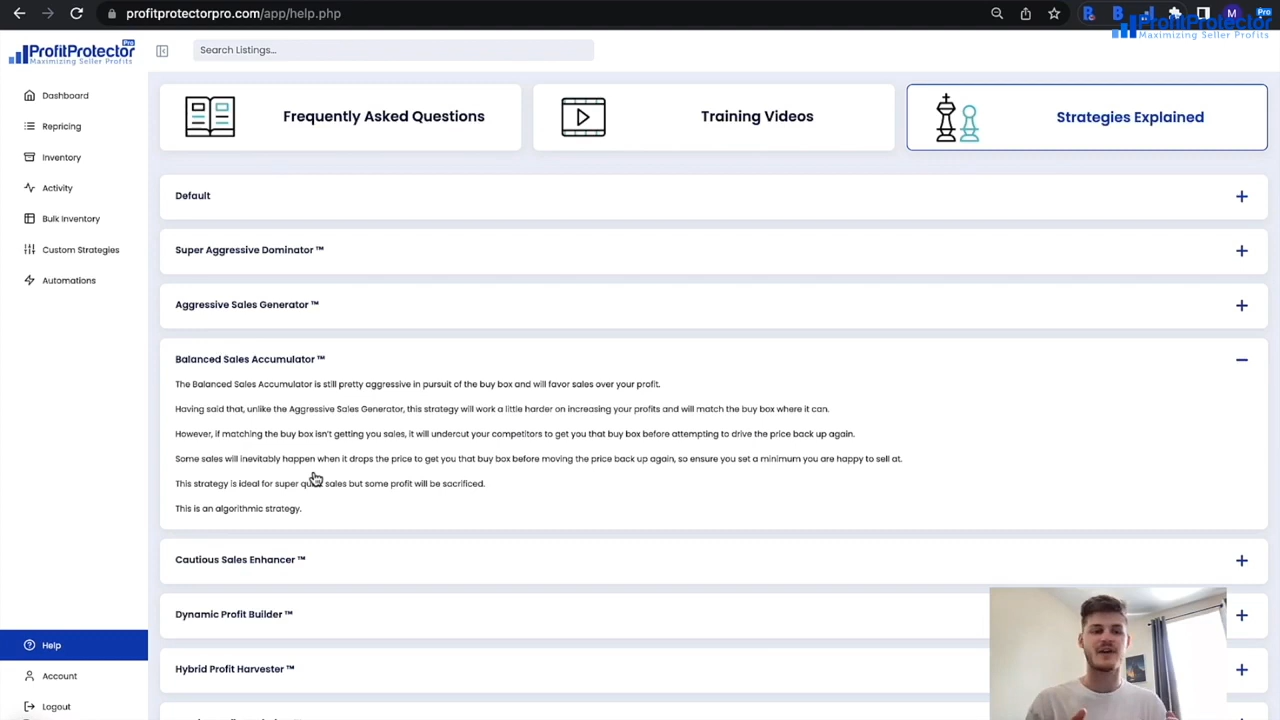 profitprotectorpro.com/app/help.php
Pro
ProfitProtector
Maximizing Seller Profits
M
Pro
ProfitProtector
Maximizing Seller Profits
Search Listings...
Dashboard
Repricing
Inventory
Activity
Bulk Inventory
Custom Strategies
Automations
Help
Account
Logout
Frequently Asked Questions
Training Videos
Strategies Explained
Default
Super Aggressive Dominator ™
Aggressive Sales Generator ™
Balanced Sales Accumulator ™
The Balanced Sales Accumulator is still pretty aggressive in pursuit of the buy box and will favor sales over your profit.
Having said that, unlike the Aggressive Sales Generator, this strategy will work a little harder on increasing your profits and will match the buy box where it can.
However, if matching the buy box isn't getting you sales, it will undercut your competitors to get you that buy box before attempting to drive the price back up again.
Some sales will inevitably happen when it drops the price to get you that buy box before moving the price back up again, so ensure you set a minimum you are happy to sell at.
This strategy is ideal for super quick sales but some profit will be sacrificed.
This is an algorithmic strategy.
Cautious Sales Enhancer ™
Dynamic Profit Builder ™
Hybrid Profit Harvester ™